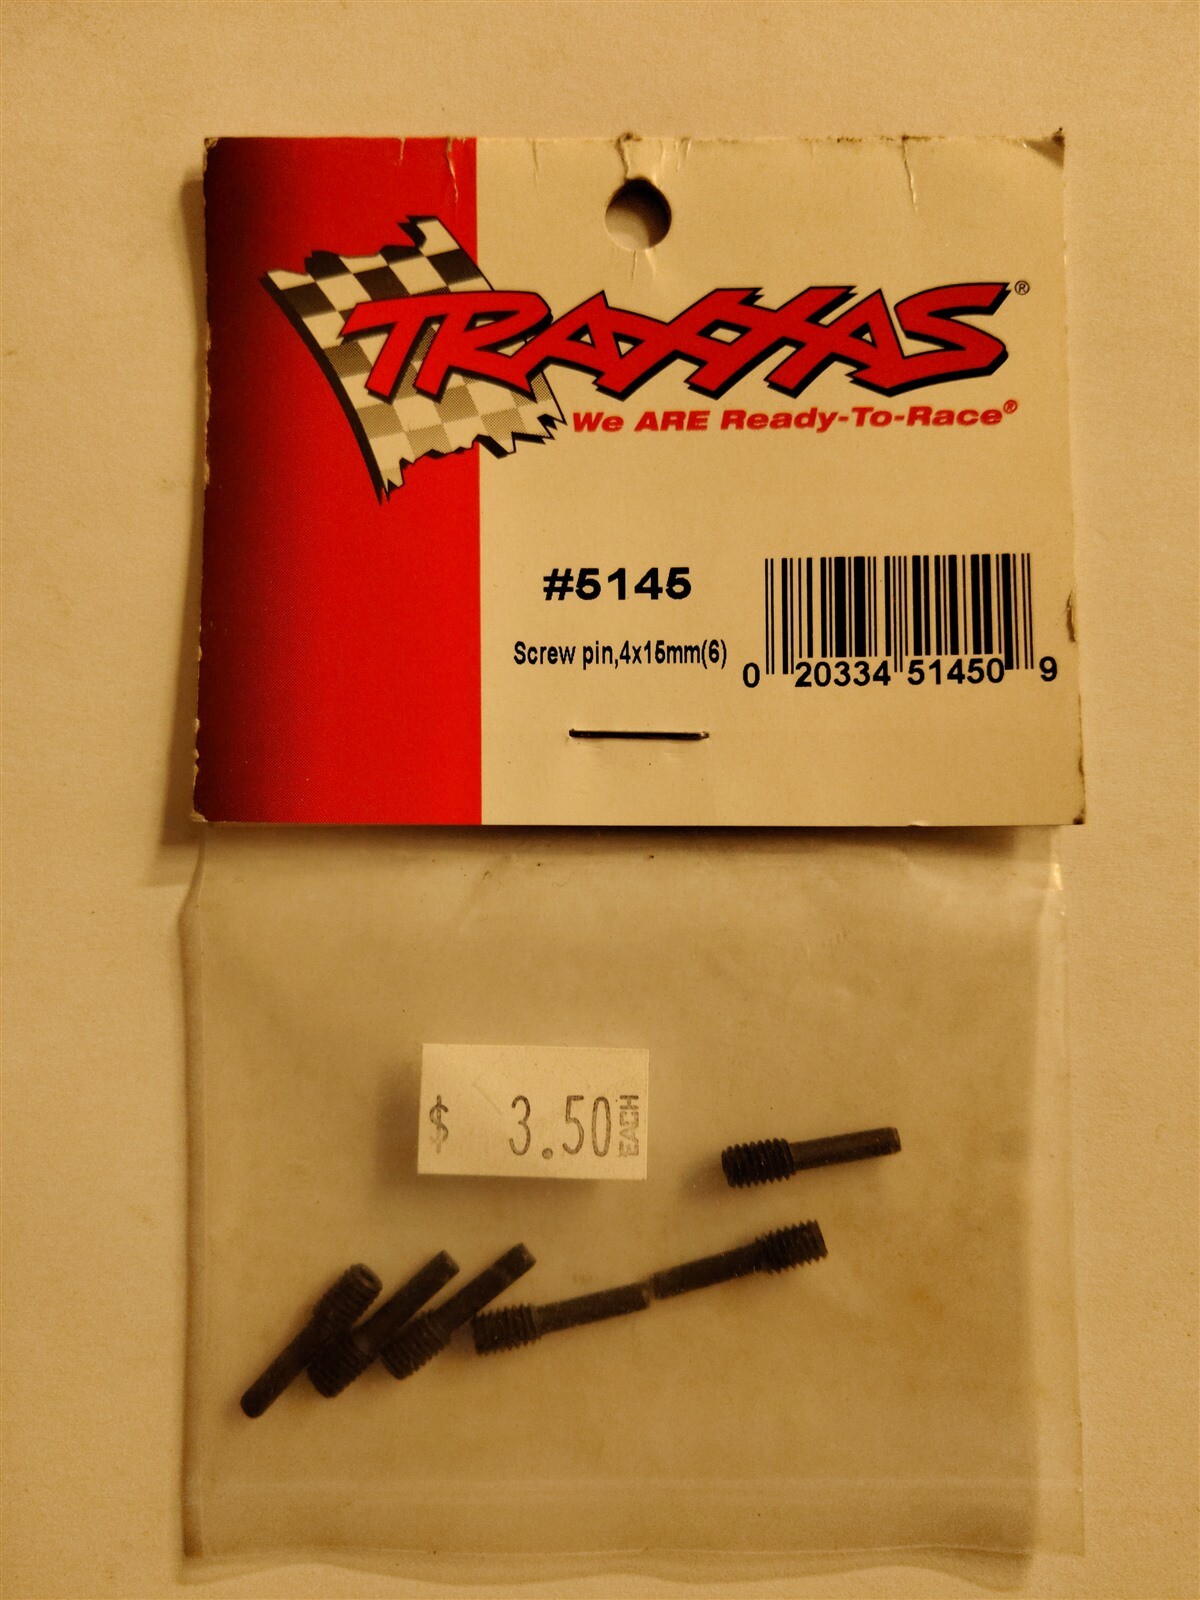 TRAXXAS®
We ARE Ready-To-Race®
#5145
Screw pin,4x15mm(6)
0 20334 51450 9
$ 3.50 EACH